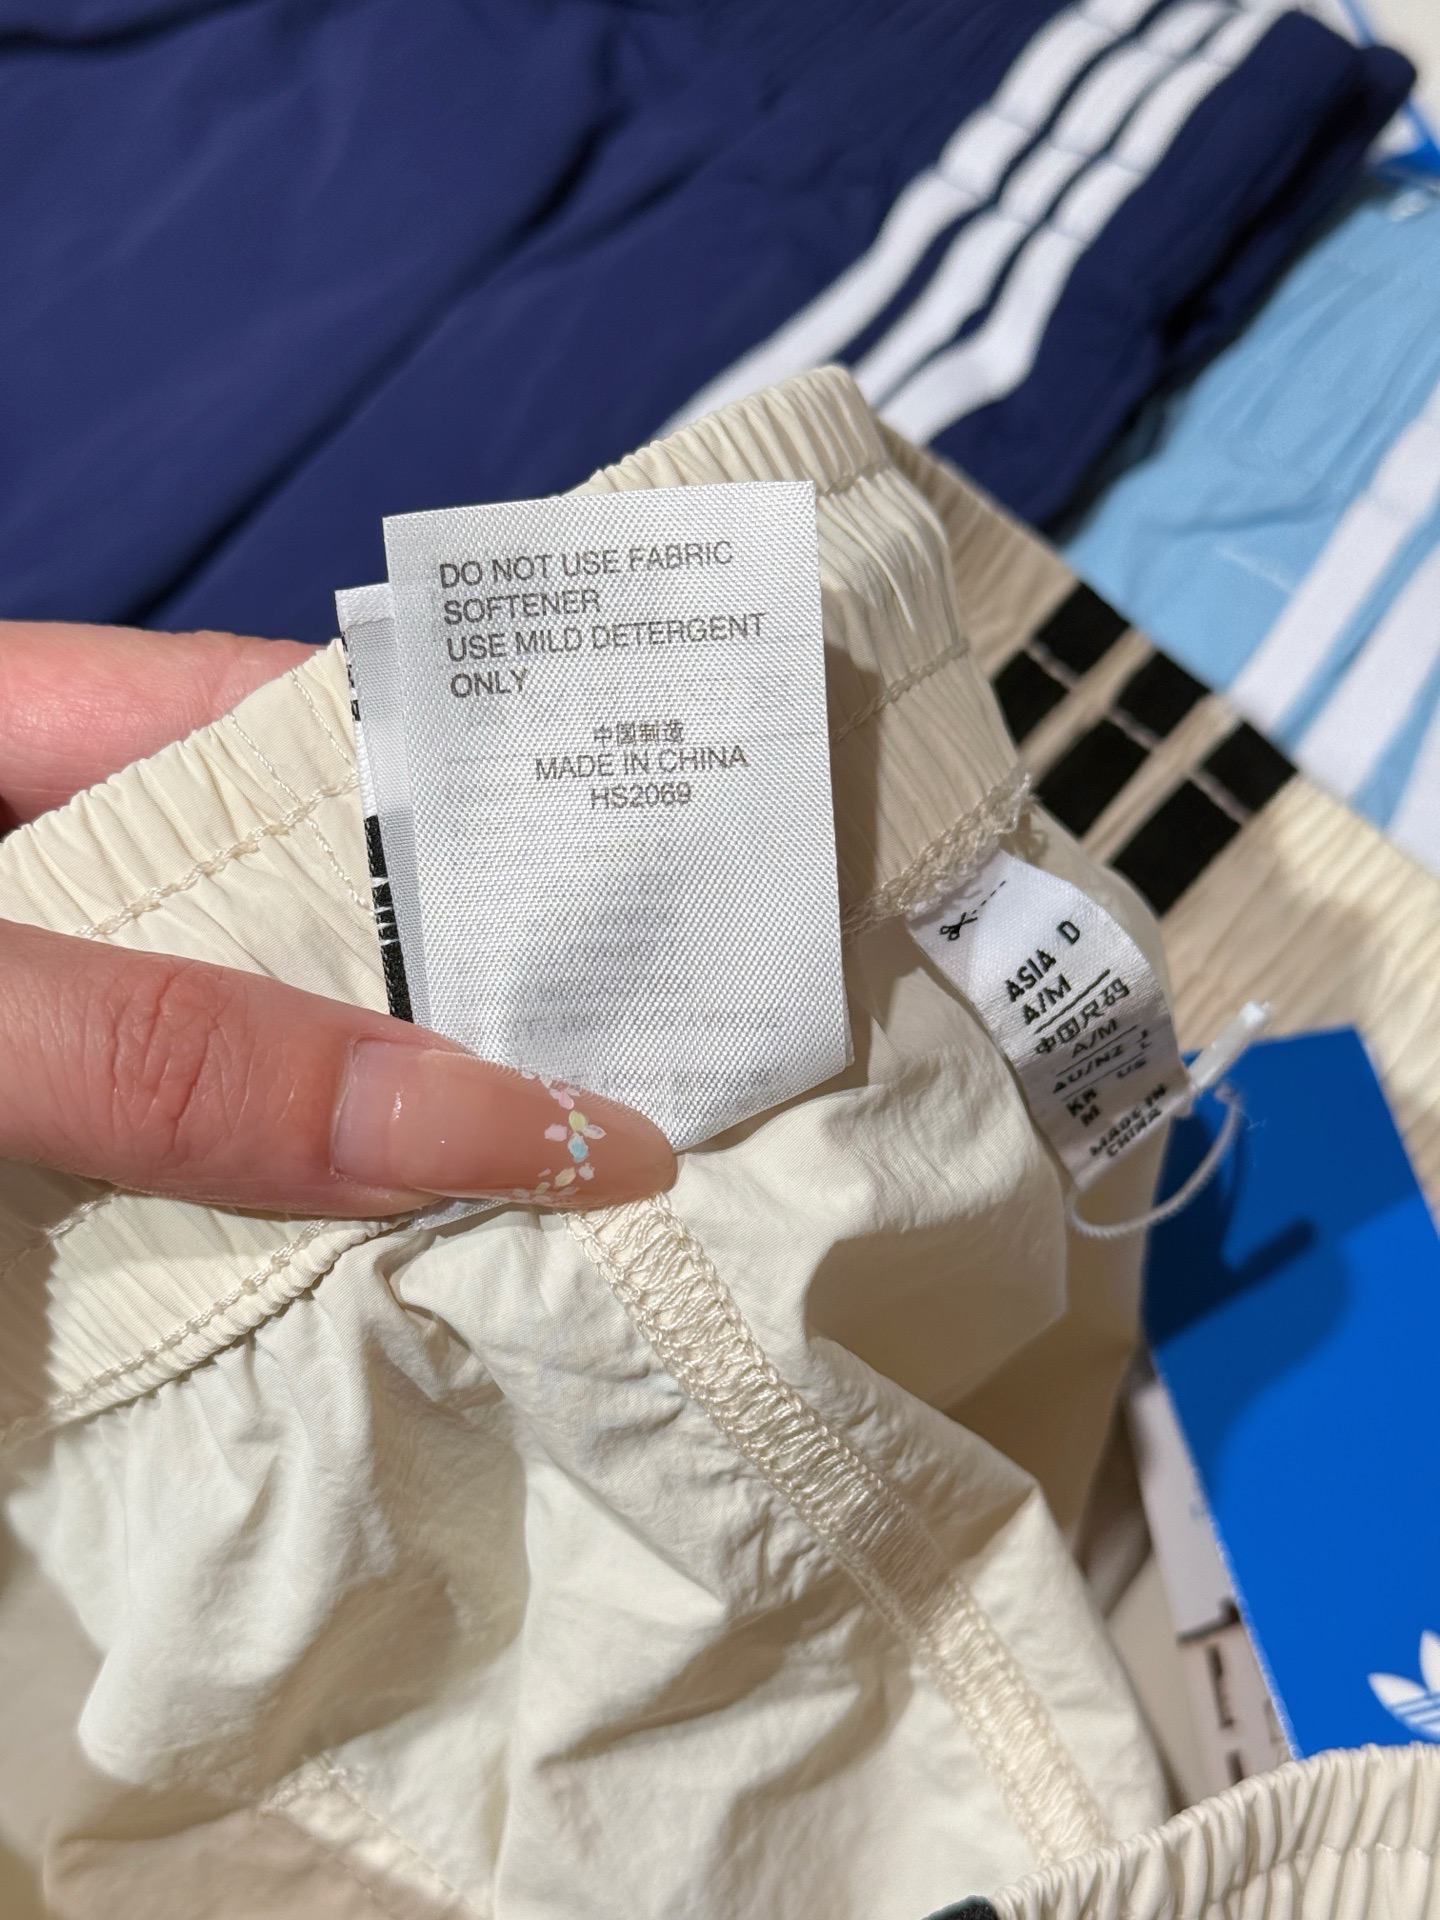 DO NOT USE FABRIC
SOFTENER
USE MILD DETERGENT
ONLY
中国制造
MADE IN CHINA
HS2069
ASIA D
A/M
中国尺码
A/M
AU/NZ
US
KR
M
MADE IN
CHINA